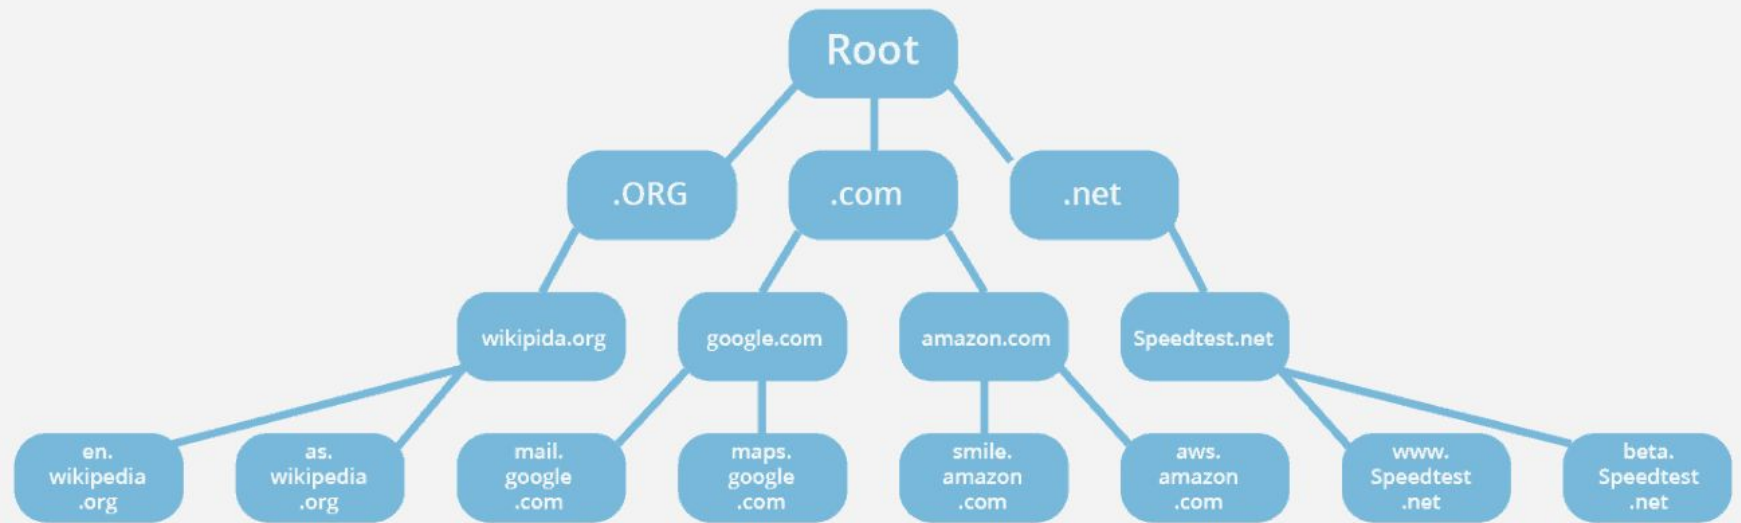 Root
.ORG
.com
.net
wikipida.org
google.com
amazon.com
Speedtest.net
en.
wikipedia
.org
as.
wikipedia
.org
mail.
google
.com
maps.
google
.com
smile.
amazon
.com
aws.
amazon
.com
www.
Speedtest
.net
beta.
Speedtest
.net